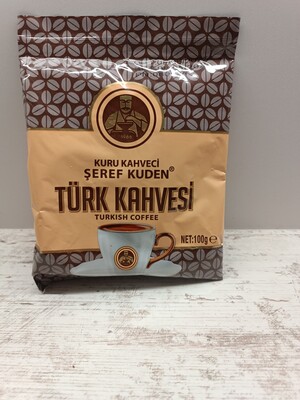 KURU KAHVECİ
ŞEREF KUDEN®
TÜRK KAHVESİ
TURKISH COFFEE
NET:100g ℮